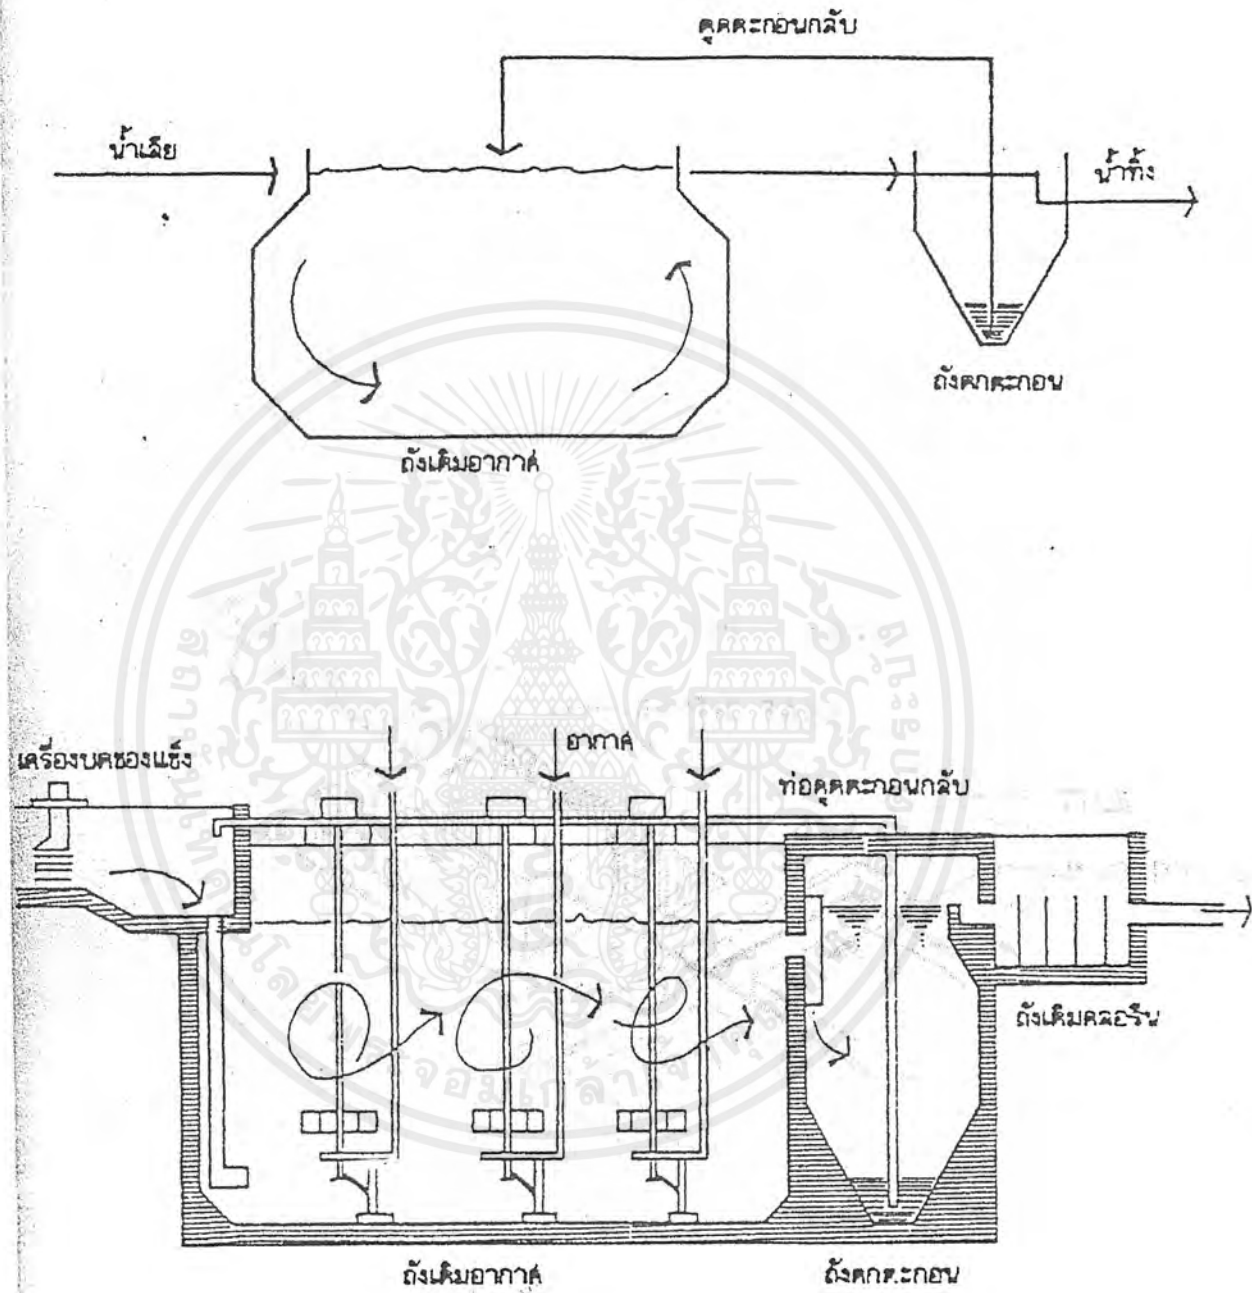 ดูดตะกอนกลับ
น้ำเสีย
น้ำทิ้ง
ถังตกตะกอน
ถังเติมอากาศ
อากาศ
เครื่องบดของแข็ง
ท่อดูดตะกอนกลับ
ถังเติมคลอรีน
ถังเติมอากาศ
ถังตกตะกอน